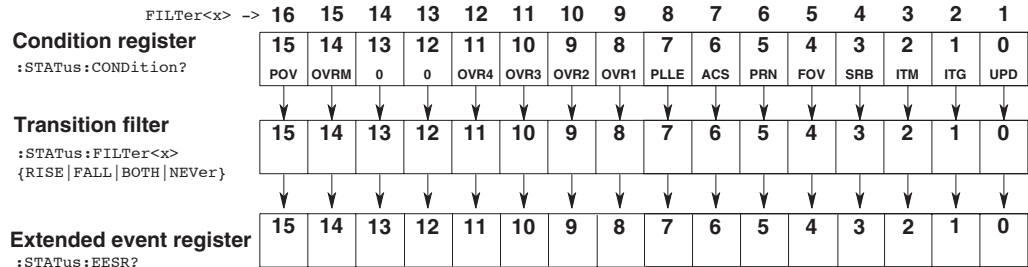 FILTer<x> -> 16 15 14 13 12 11 10 9 8 7 6 5 4 3 2 1
Condition register
:STATus:CONDition?
15 14 13 12 11 10 9 8 7 6 5 4 3 2 1 0
POV OVRM 0 0 OVR4 OVR3 OVR2 OVR1 PLLE ACS PRN FOV SRB ITM ITG UPD
Transition filter
:STATus:FILTer<x>
{RISE|FALL|BOTH|NEVer}
15 14 13 12 11 10 9 8 7 6 5 4 3 2 1 0
Extended event register
:STATus:EESR?
15 14 13 12 11 10 9 8 7 6 5 4 3 2 1 0